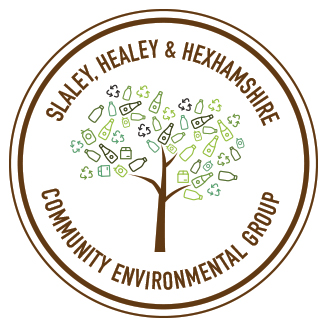 SLALEY, HEALEY & HEXHAMSHIRE
COMMUNITY ENVIRONMENTAL GROUP